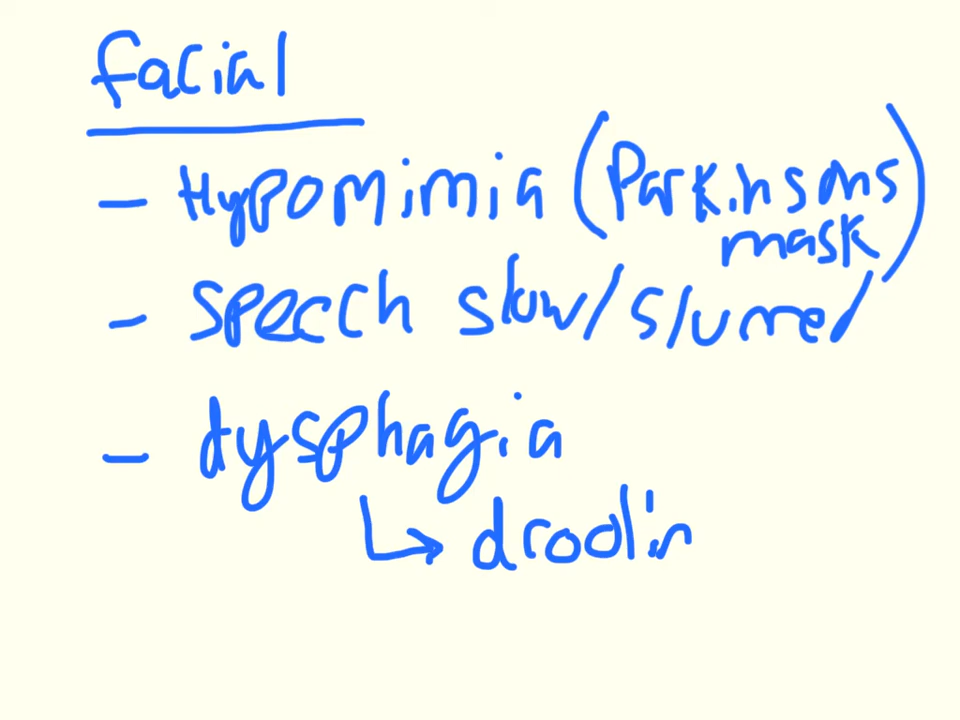 facial
- Hypomimia (Parkinsons
mask)
- Speech slow/slurred
- dysphagia
↳ droolin